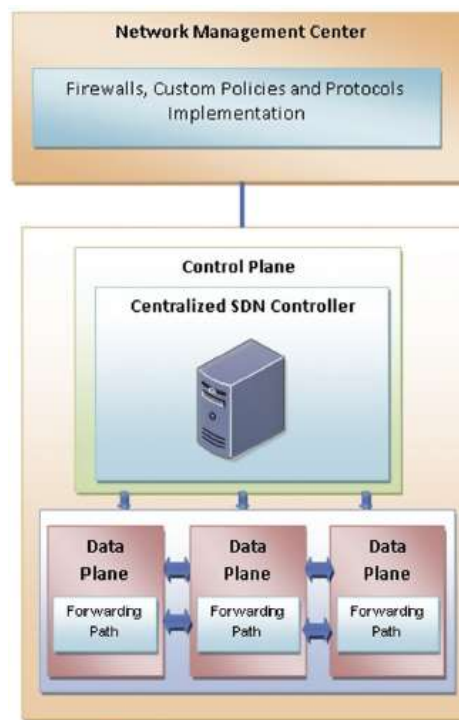 Network Management Center
Firewalls, Custom Policies and Protocols
Implementation
Control Plane
Centralized SDN Controller
Data
Plane
Forwarding
Path
Data
Plane
Forwarding
Path
Data
Plane
Forwarding
Path